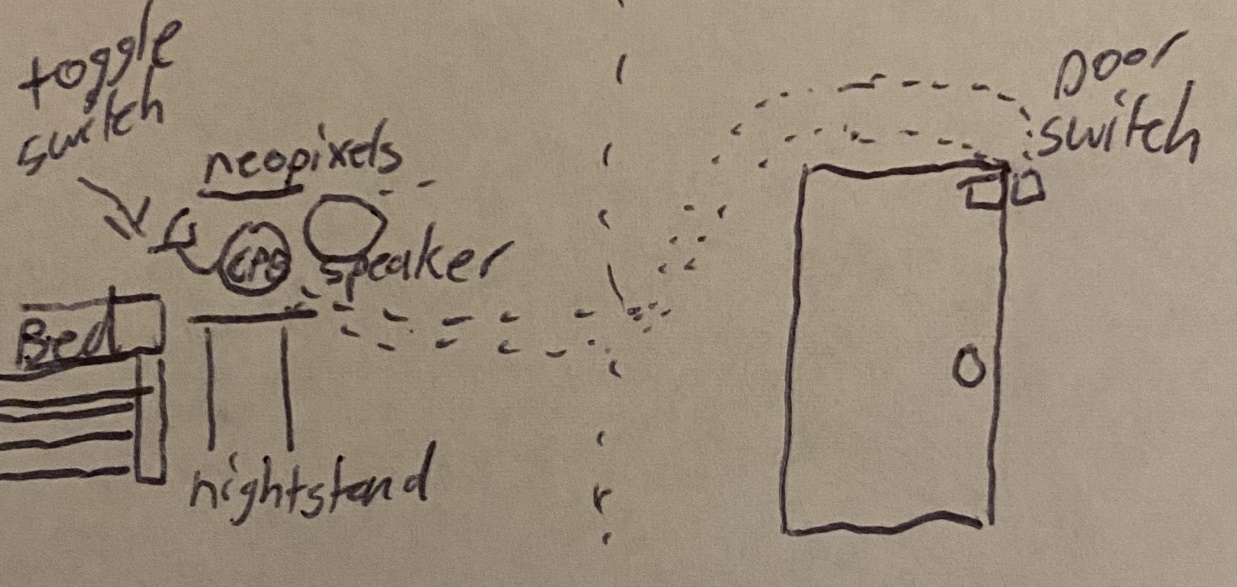 toggle
switch
neopixels
CPB
speaker
Bed
nightstand
Door
switch